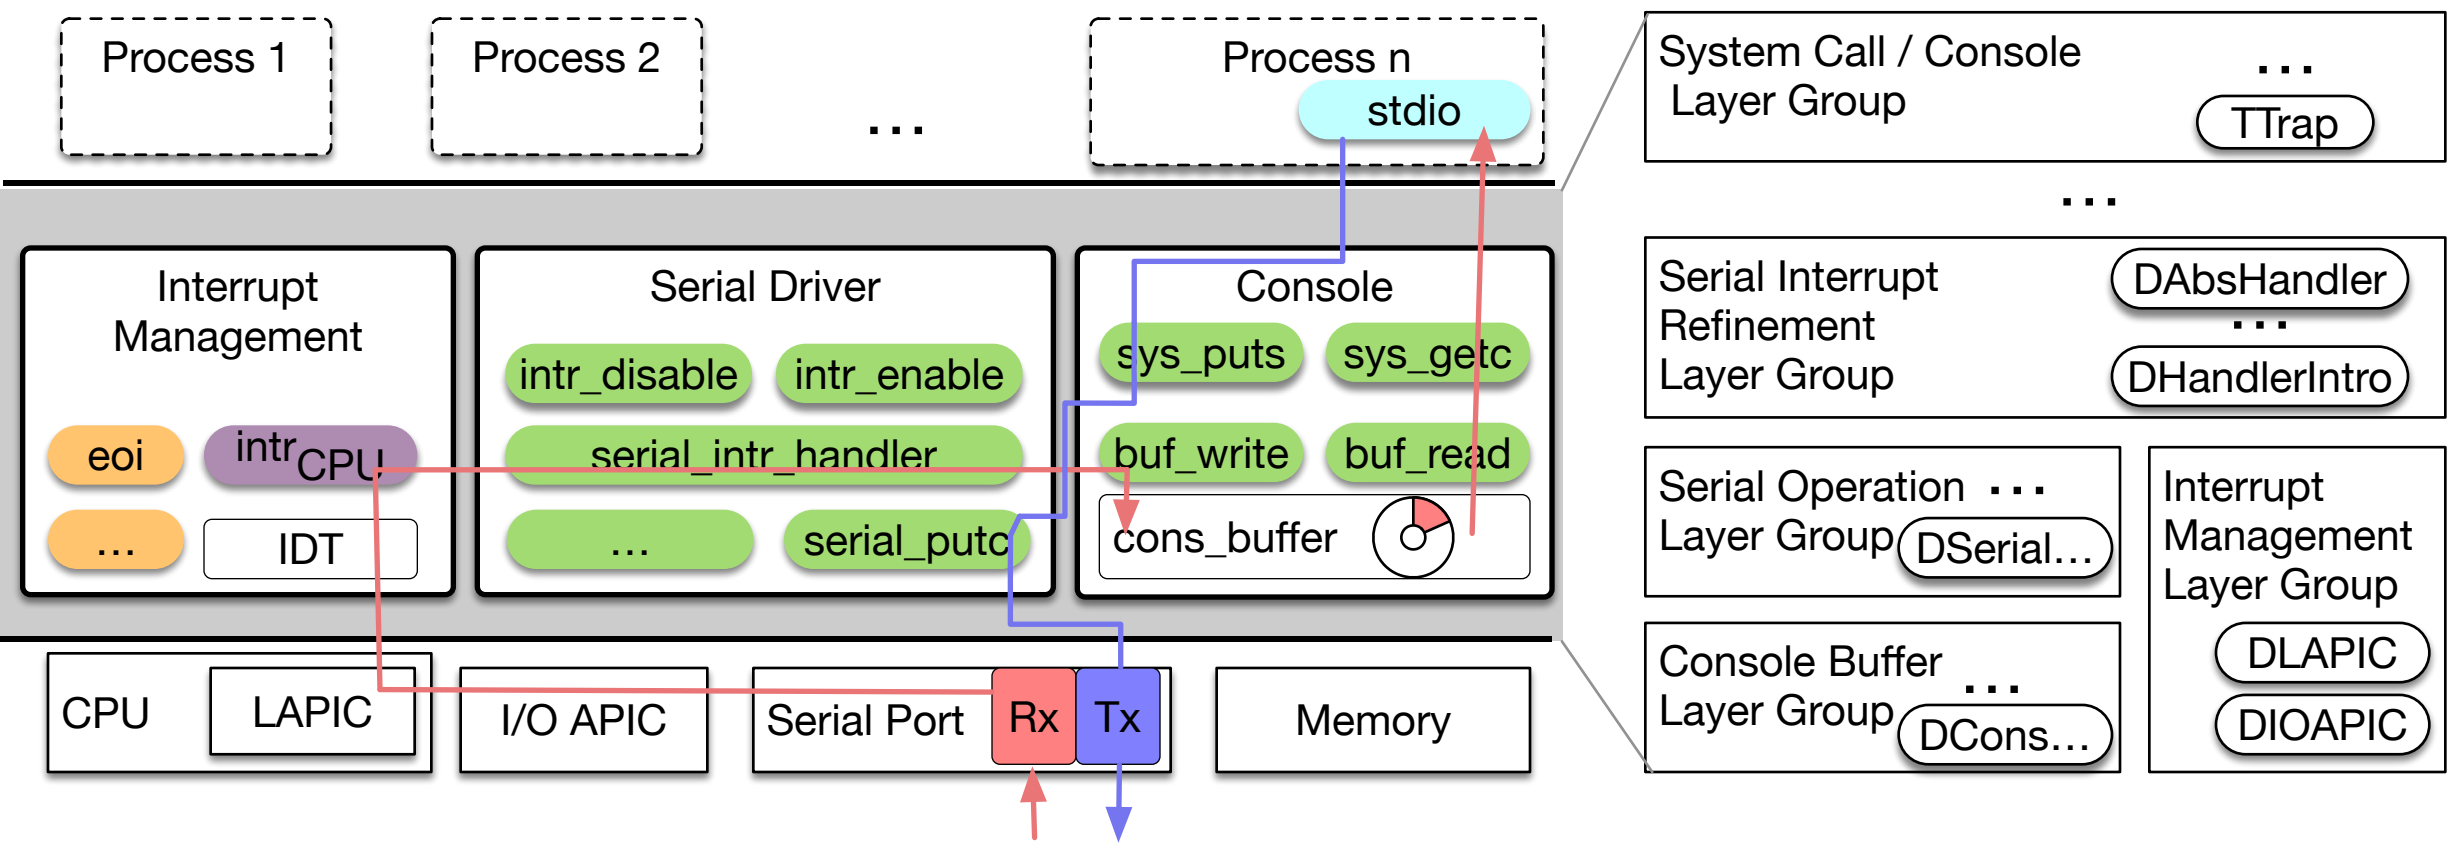 Process 1
Process 2
...
Process n
stdio
Interrupt
Management
eoi
intrCPU
...
IDT
Serial Driver
intr_disable
intr_enable
serial_intr_handler
...
serial_putc
Console
sys_puts
sys_getc
buf_write
buf_read
cons_buffer
CPU
LAPIC
I/O APIC
Serial Port
Rx
Tx
Memory
System Call / Console
Layer Group
...
TTrap
...
Serial Interrupt
Refinement
Layer Group
DAbsHandler
...
DHandlerIntro
Serial Operation ...
Layer Group
DSerial...
Interrupt
Management
Layer Group
DLAPIC
DIOAPIC
Console Buffer
Layer Group
...
DCons...